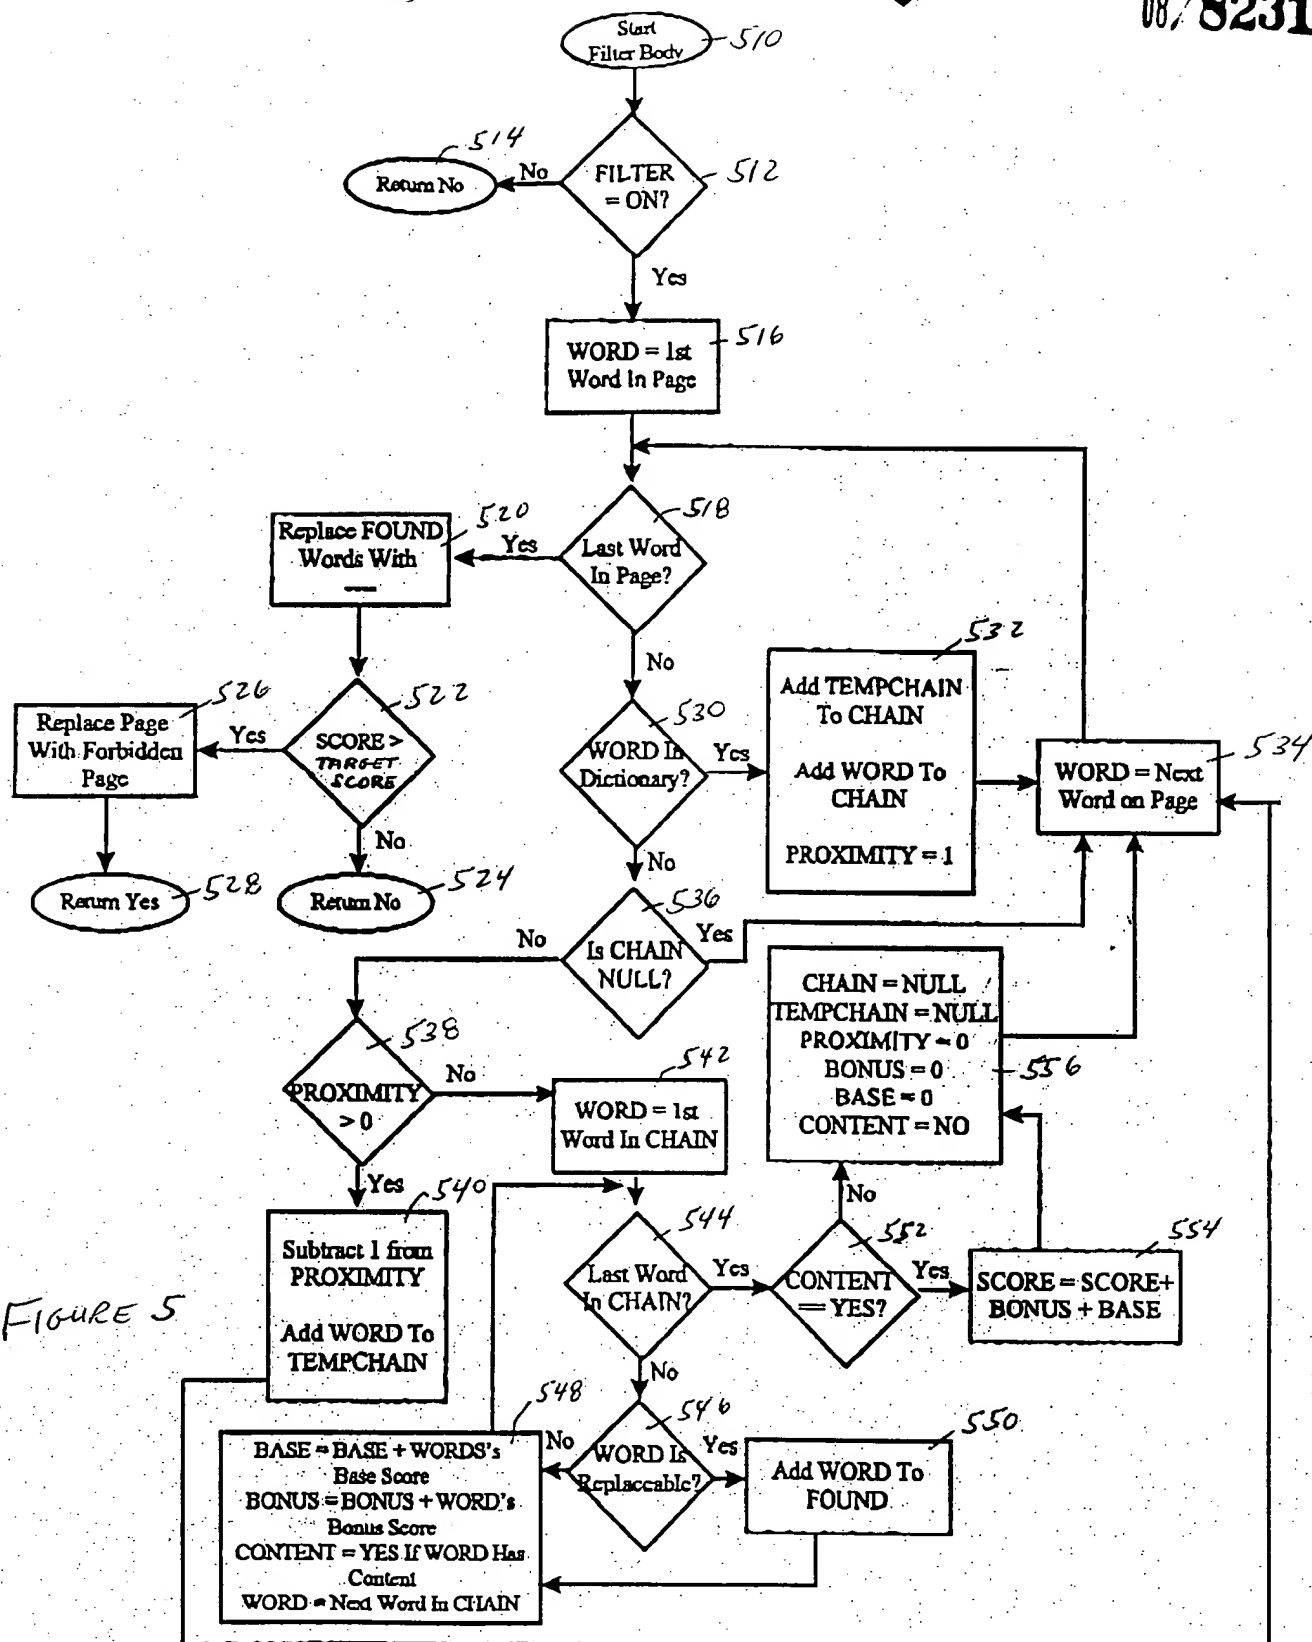 08/8231
Start
Filter Body
510
514
Return No
No
FILTER
= ON?
512
Yes
WORD = 1st
Word In Page
516
Replace FOUND
Words With
—
520
Yes
Last Word
In Page?
518
No
532
Add TEMPCHAIN
To CHAIN
Add WORD To
CHAIN
PROXIMITY = 1
526
Replace Page
With Forbidden
Page
Yes
522
SCORE >
TARGET
SCORE
530
WORD In
Dictionary?
Yes
534
WORD = Next
Word on Page
No
No
Return Yes
528
Return No
524
536
Is CHAIN
NULL?
No
Yes
CHAIN = NULL
TEMPCHAIN = NULL
PROXIMITY = 0
BONUS = 0
BASE = 0
CONTENT = NO
556
538
PROXIMITY
> 0
No
542
WORD = 1st
Word In CHAIN
Yes
540
Subtract 1 from
PROXIMITY
Add WORD To
TEMPCHAIN
544
Last Word
In CHAIN?
Yes
No
552
CONTENT
== YES?
Yes
554
SCORE = SCORE+
BONUS + BASE
FIGURE 5
No
548
BASE = BASE + WORDS's
Base Score
BONUS = BONUS + WORD's
Bonus Score
CONTENT = YES If WORD Has
Content
WORD = Next Word In CHAIN
No
546
WORD Is
Replaceable?
Yes
550
Add WORD To
FOUND